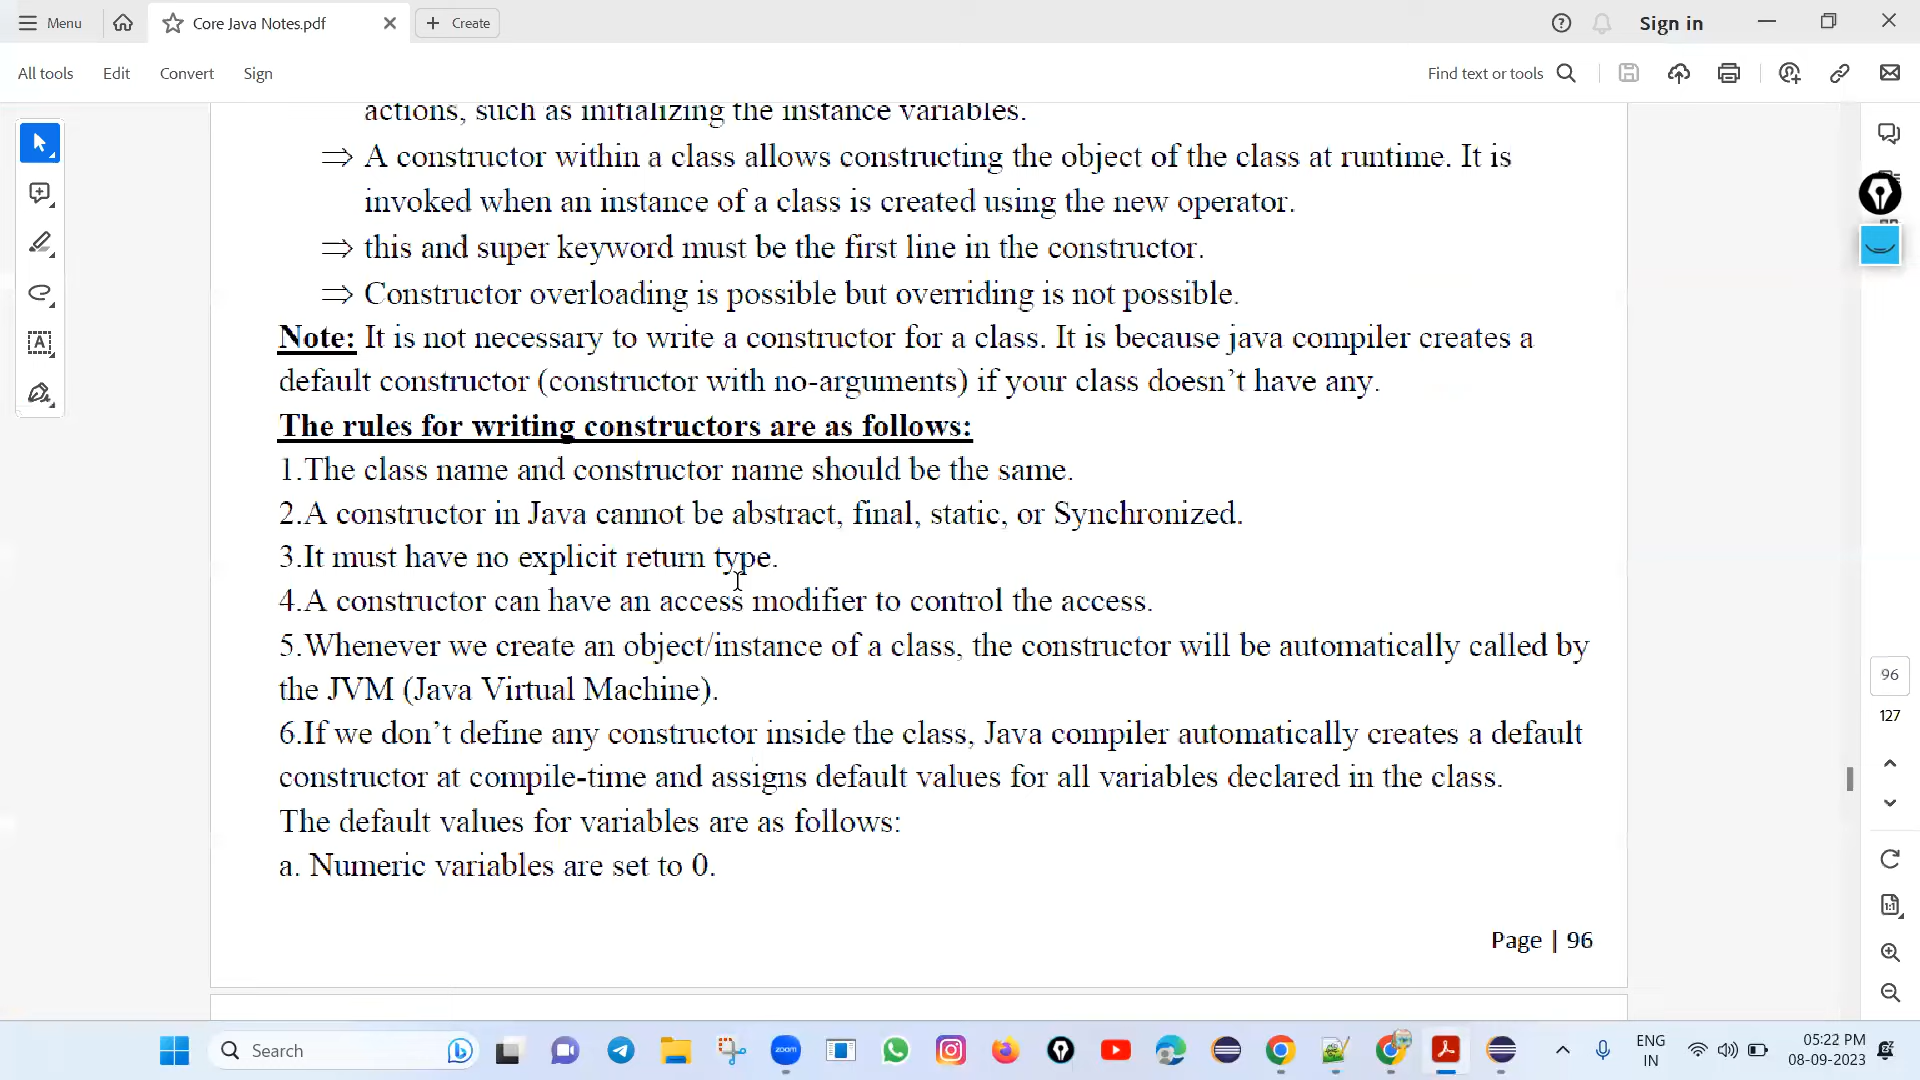 Menu
Core Java Notes.pdf
Create
Sign in
All tools
Edit
Convert
Sign
Find text or tools
actions, such as initializing the instance variables.
⇒ A constructor within a class allows constructing the object of the class at runtime. It is
invoked when an instance of a class is created using the new operator.
⇒ this and super keyword must be the first line in the constructor.
⇒ Constructor overloading is possible but overriding is not possible.
Note: It is not necessary to write a constructor for a class. It is because java compiler creates a
default constructor (constructor with no-arguments) if your class doesn’t have any.
The rules for writing constructors are as follows:
1.The class name and constructor name should be the same.
2.A constructor in Java cannot be abstract, final, static, or Synchronized.
3.It must have no explicit return type.
4.A constructor can have an access modifier to control the access.
5.Whenever we create an object/instance of a class, the constructor will be automatically called by
the JVM (Java Virtual Machine).
6.If we don’t define any constructor inside the class, Java compiler automatically creates a default
constructor at compile-time and assigns default values for all variables declared in the class.
The default values for variables are as follows:
a. Numeric variables are set to 0.
Page | 96
96
127
1:1
Search
zoom
ENG
IN
05:22 PM
08-09-2023